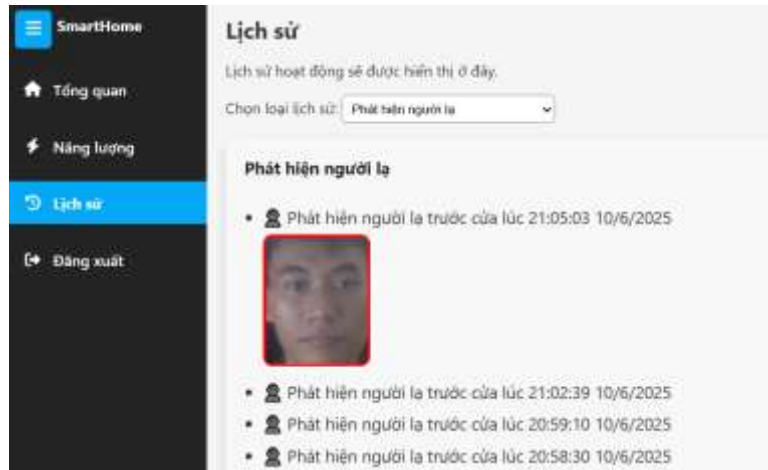 SmartHome
Tổng quan
Năng lượng
Lịch sử
Đăng xuất
Lịch sử
Lịch sử hoạt động sẽ được hiển thị ở đây.
Chọn loại lịch sử: Phát hiện người lạ
Phát hiện người lạ
Phát hiện người lạ trước cửa lúc 21:05:03 10/6/2025
Phát hiện người lạ trước cửa lúc 21:02:39 10/6/2025
Phát hiện người lạ trước cửa lúc 20:59:10 10/6/2025
Phát hiện người lạ trước cửa lúc 20:58:30 10/6/2025